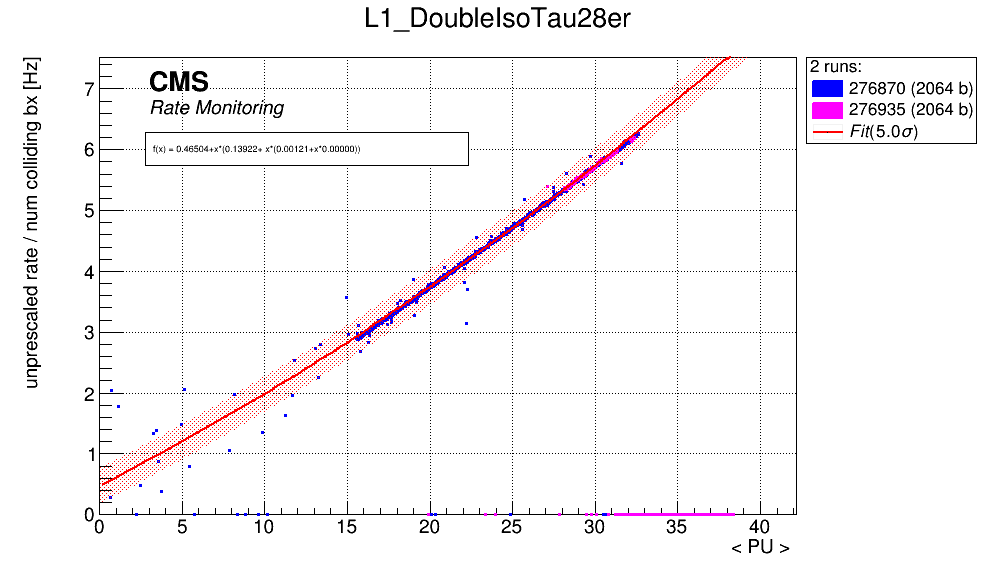 L1_DoubleIsoTau28er
unprescaled rate / num colliding bx [Hz]
CMS
Rate Monitoring
f(x) = 0.46504+x*(0.13922+ x*(0.00121+x*0.00000))
2 runs:
276870 (2064 b)
276935 (2064 b)
Fit(5.0σ)
7
6
5
4
3
2
1
0
0 5 10 15 20 25 30 35 40
< PU >